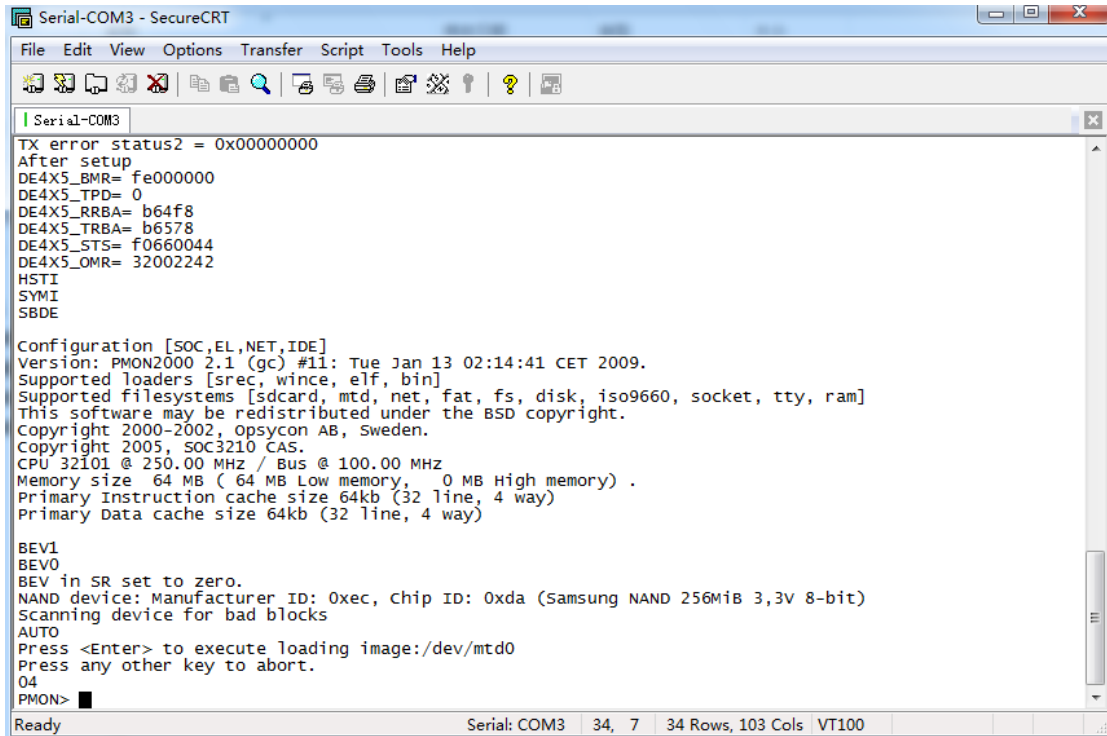 Serial-COM3 - SecureCRT
File Edit View Options Transfer Script Tools Help
Serial-COM3
TX error status2 = 0x00000000
After setup
DE4X5_BMR= fe000000
DE4X5_TPD= 0
DE4X5_RRBA= b64f8
DE4X5_TRBA= b6578
DE4X5_STS= f0660044
DE4X5_OMR= 32002242
HSTI
SYMI
SBDE
Configuration [SOC,EL,NET,IDE]
Version: PMON2000 2.1 (gc) #11: Tue Jan 13 02:14:41 CET 2009.
Supported loaders [srec, wince, elf, bin]
Supported filesystems [sdcard, mtd, net, fat, fs, disk, iso9660, socket, tty, ram]
This software may be redistributed under the BSD copyright.
Copyright 2000-2002, Opsycon AB, Sweden.
Copyright 2005, SOC3210 CAS.
CPU 32101 @ 250.00 MHz / Bus @ 100.00 MHz
Memory size  64 MB ( 64 MB Low memory,   0 MB High memory) .
Primary Instruction cache size 64kb (32 line, 4 way)
Primary Data cache size 64kb (32 line, 4 way)
BEV1
BEV0
BEV in SR set to zero.
NAND device: Manufacturer ID: 0xec, Chip ID: 0xda (Samsung NAND 256MiB 3,3V 8-bit)
Scanning device for bad blocks
AUTO
Press <Enter> to execute loading image:/dev/mtd0
Press any other key to abort.
04
PMON>
Ready Serial: COM3 34, 7 34 Rows, 103 Cols VT100